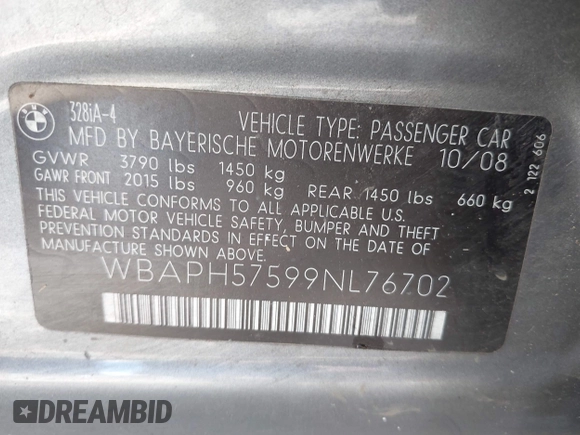 BMW
328iA-4
VEHICLE TYPE: PASSENGER CAR
MFD BY BAYERISCHE MOTORENWERKE 10/08
GVWR 3790 lbs 1450 kg
GAWR FRONT 2015 lbs 960 kg REAR 1450 lbs 660 kg
THIS VEHICLE CONFORMS TO ALL APPLICABLE U.S.
FEDERAL MOTOR VEHICLE SAFETY, BUMPER AND THEFT
PREVENTION STANDARDS IN EFFECT ON THE DATE OF
MANUFACTURE SHOWN ABOVE.
WBAPH57599NL76702
2 122 606
DREAMBID